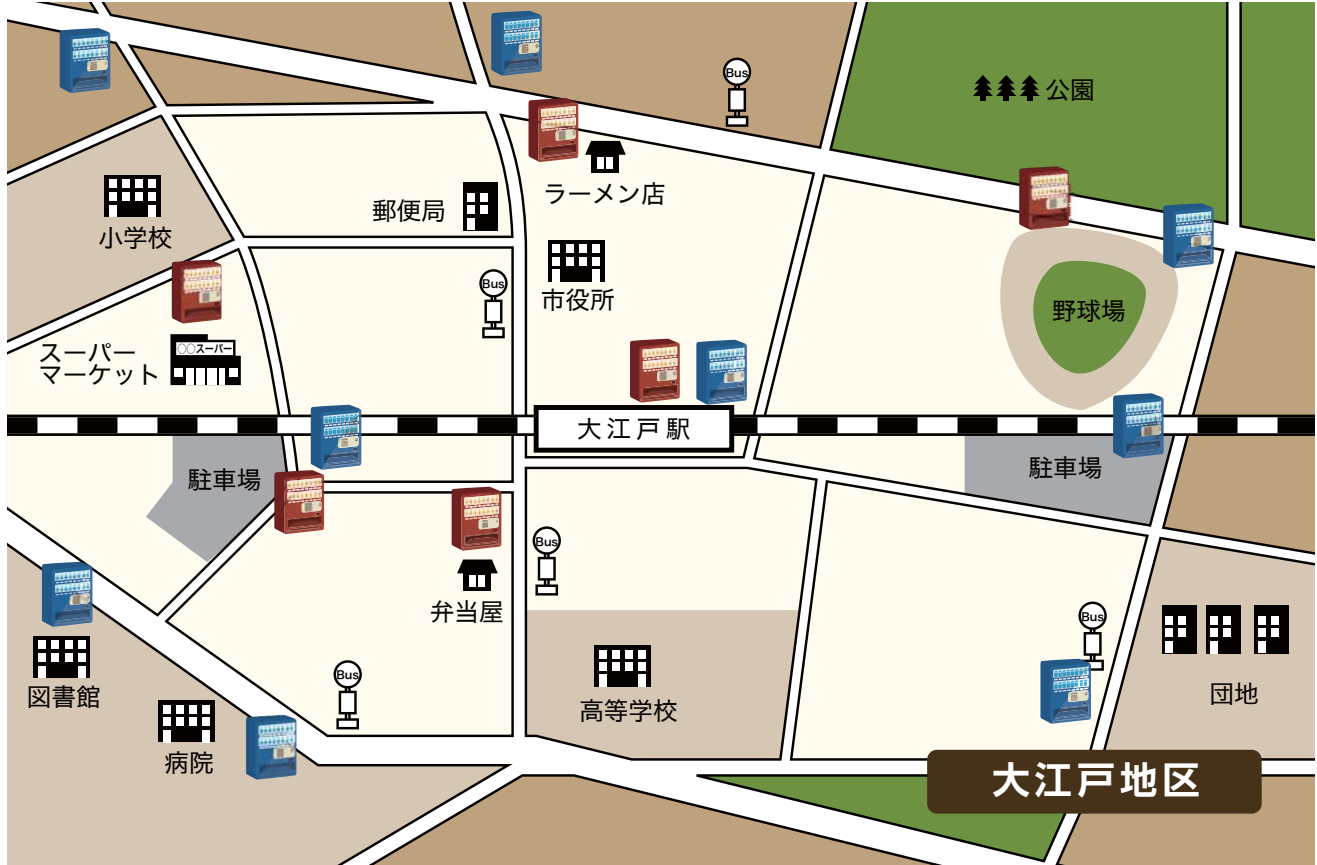 Bus
公園
ラーメン店
郵便局
小学校
Bus
市役所
野球場
スーパー
マーケット
○○スーパー
大江戸駅
駐車場
駐車場
Bus
弁当屋
Bus
図書館
Bus
高等学校
団地
病院
大江戸地区